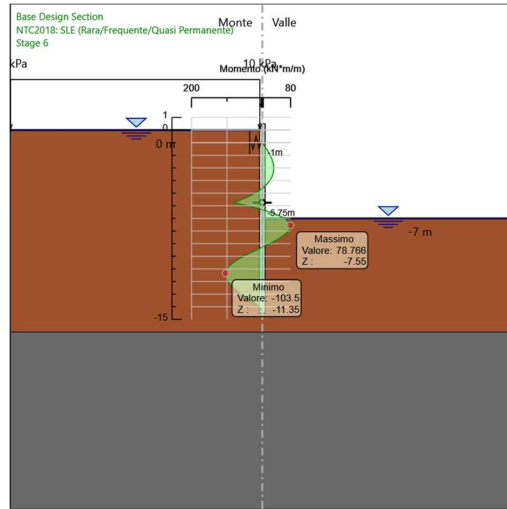 Base Design Section
NTC2018: SLE (Rara/Frequente/Quasi Permanente)
Stage 6
Monte Valle
kPa
10 kPa
Momento (kN*m/m)
200 80
1
0
0 m
-1m
-5.75m
-7 m
Massimo
Valore: 78.766
Z : -7.55
Minimo
Valore: -103.5
Z : -11.35
-15